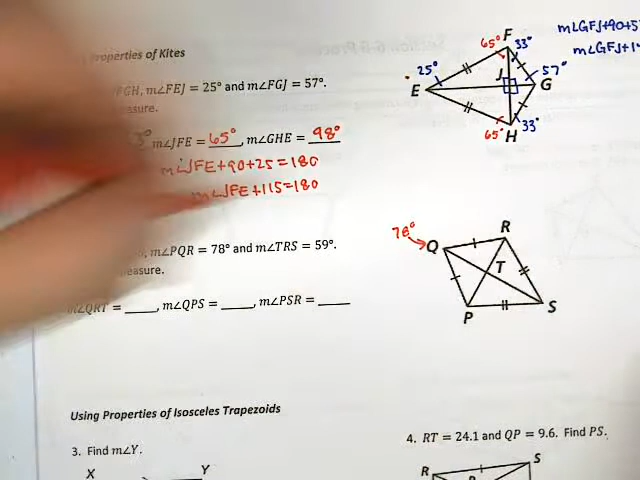 Properties of Kites
FGH, m∠FEJ = 25° and m∠FGJ = 57°.
easure.
m∠JFE = 65°, m∠GHE = 98°
m∠JFE+90+25=180
m∠JFE+115=180
m∠PQR = 78° and m∠TRS = 59°.
easure.
m∠QRT = ____, m∠QPS = ____, m∠PSR = ____
F
65°
33°
25°
E
J
57°
G
65°
H
33°
m∠GFJ+90+5
m∠GFJ+1
78°
Q
R
T
P
S
Using Properties of Isosceles Trapezoids
3. Find m∠Y.
X
Y
4. RT = 24.1 and QP = 9.6. Find PS.
R
S